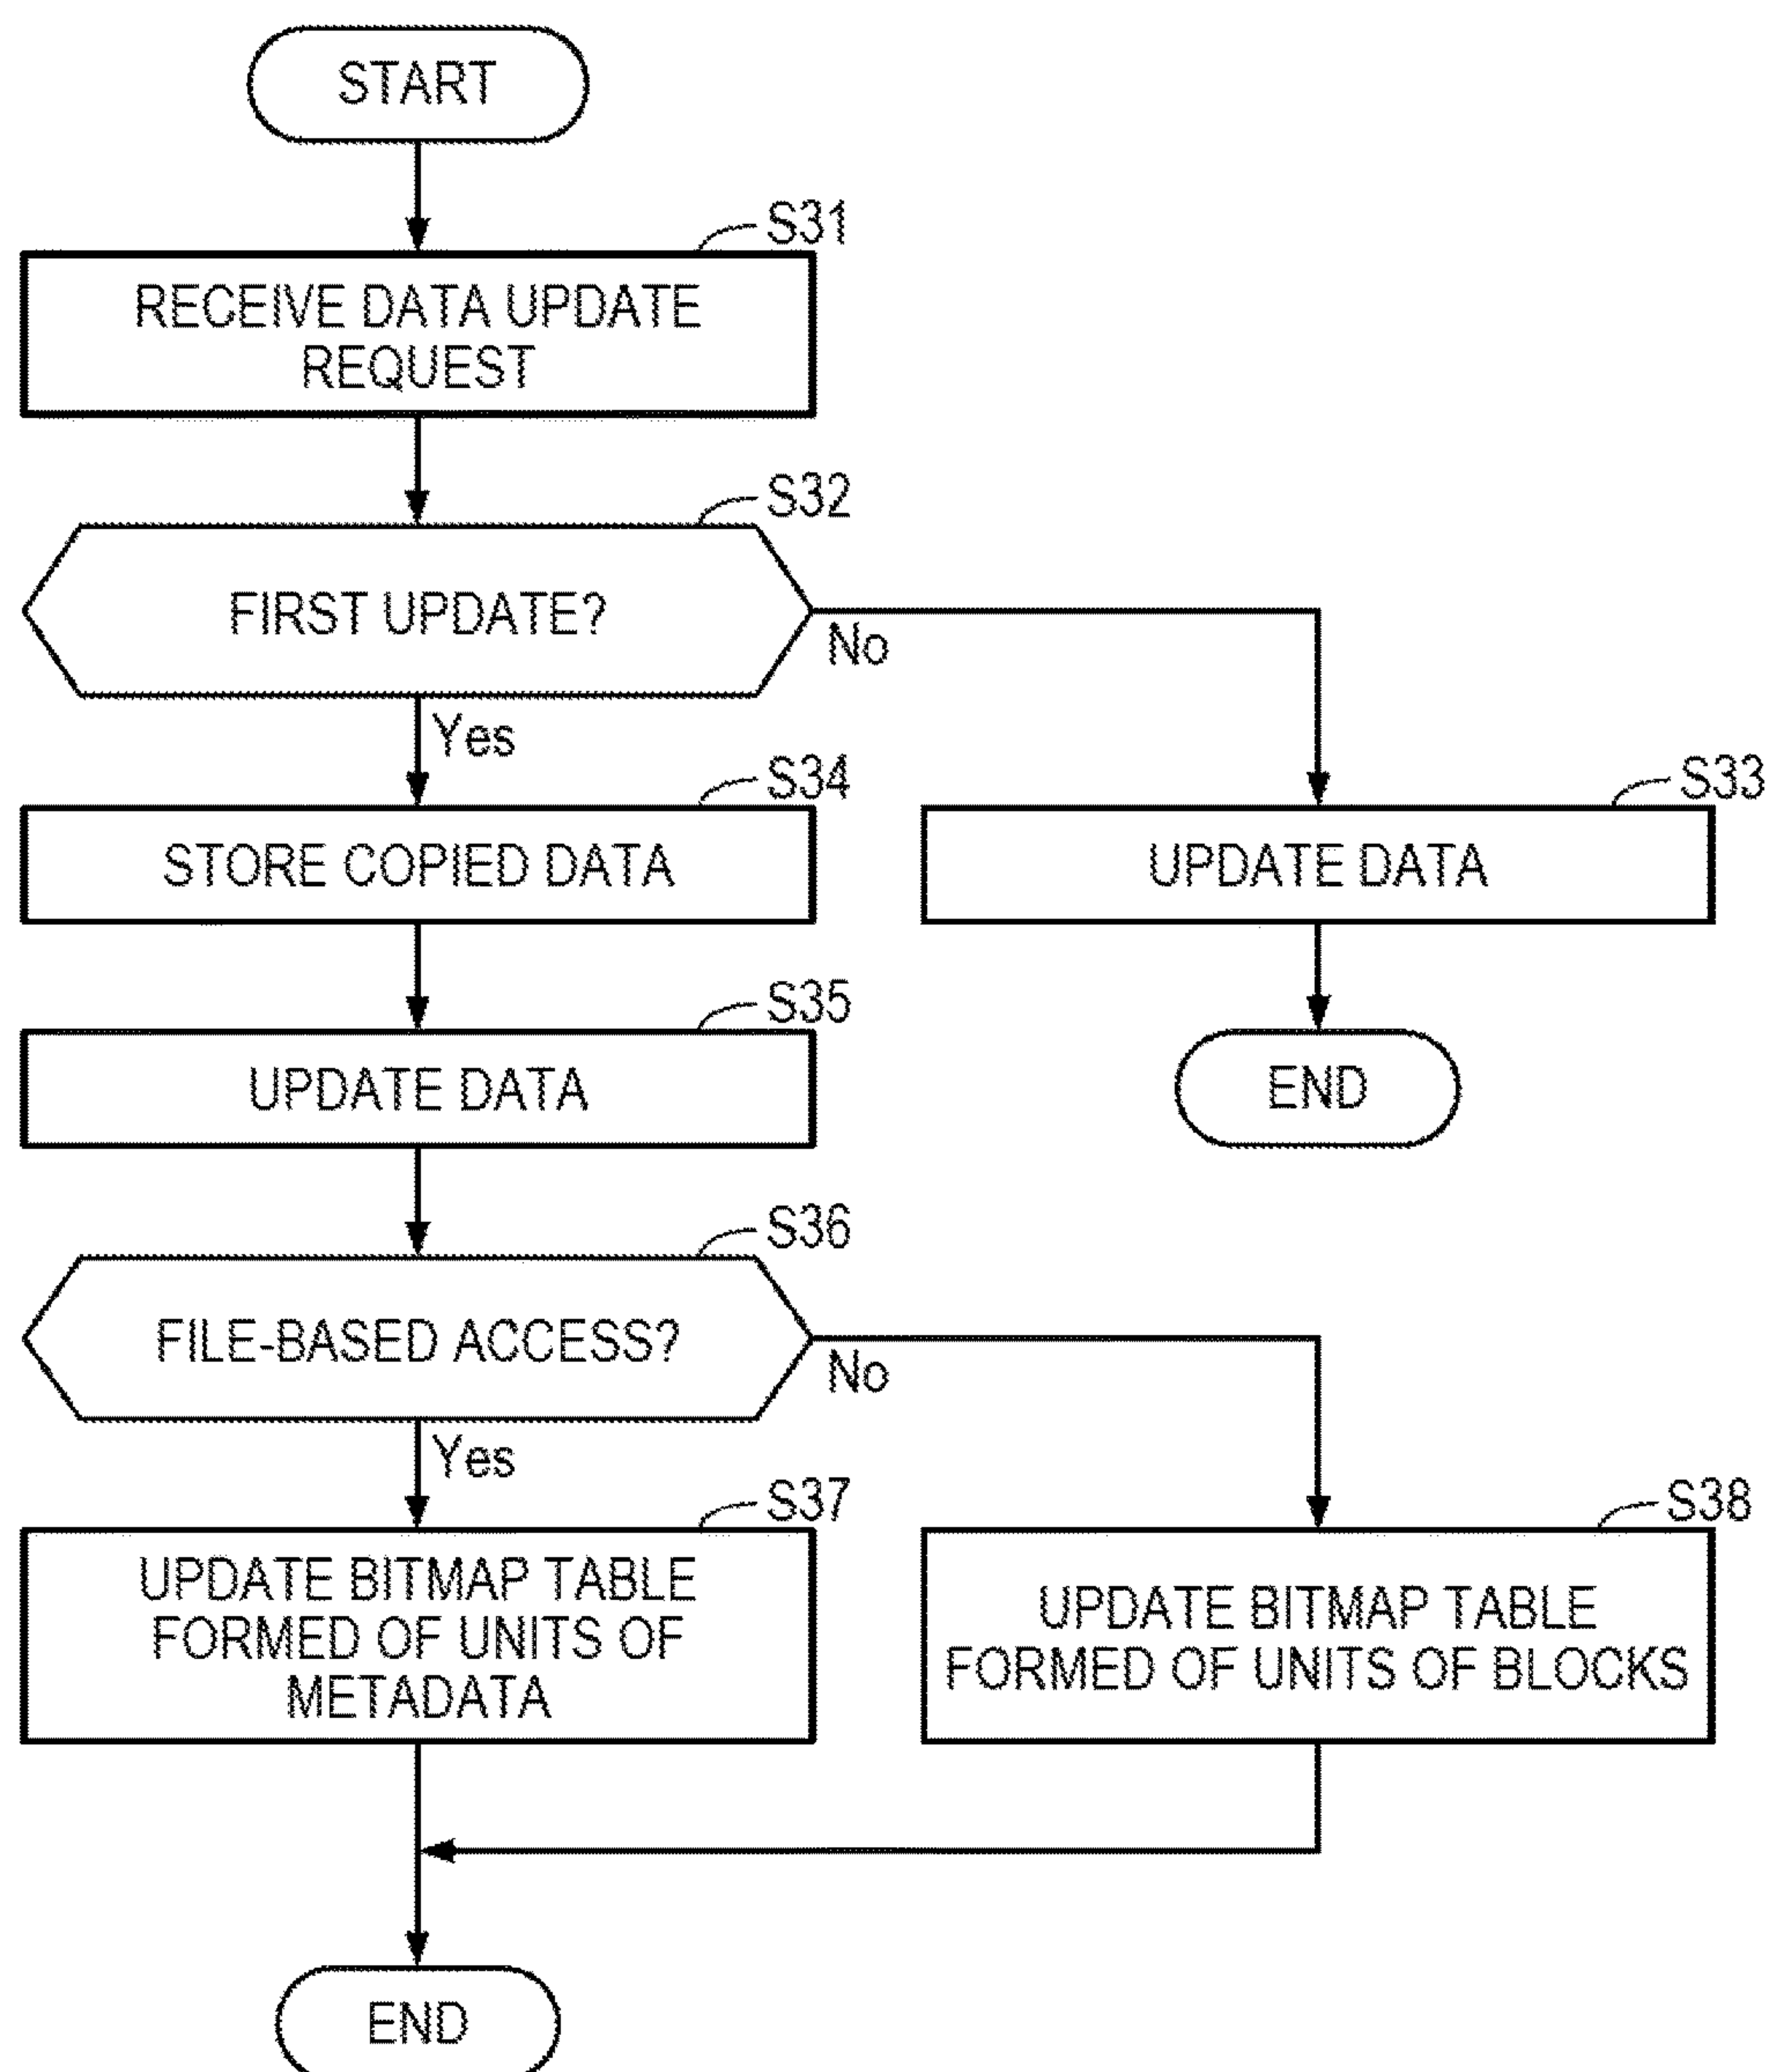 START
S31
RECEIVE DATA UPDATE
REQUEST
S32
FIRST UPDATE?
No
Yes
S34
STORE COPIED DATA
S33
UPDATE DATA
S35
UPDATE DATA
END
S36
FILE-BASED ACCESS?
No
Yes
S37
UPDATE BITMAP TABLE
FORMED OF UNITS OF
METADATA
S38
UPDATE BITMAP TABLE
FORMED OF UNITS OF BLOCKS
END